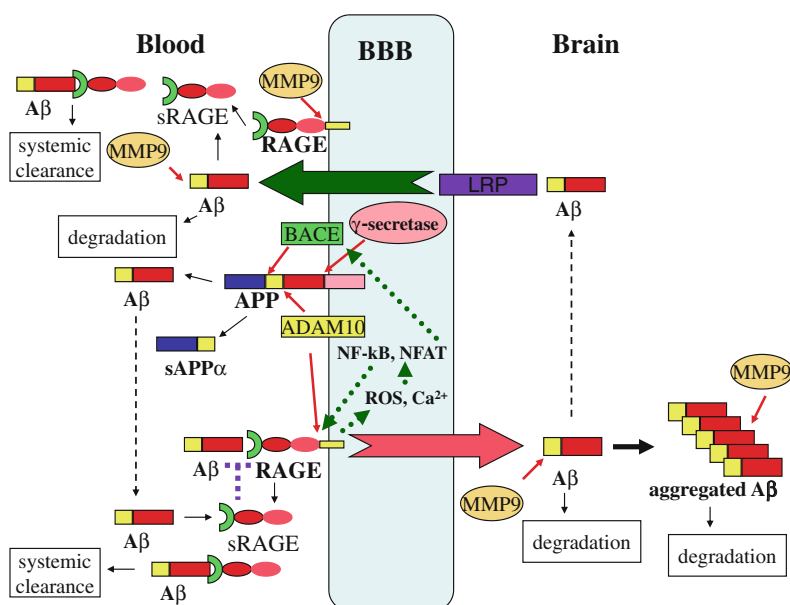 Blood
BBB
Brain
MMP9
Aβ
sRAGE
RAGE
systemic
clearance
MMP9
Aβ
LRP
Aβ
degradation
BACE
γ-secretase
Aβ
APP
ADAM10
sAPPα
NF-kB, NFAT
ROS, Ca²⁺
MMP9
Aβ
RAGE
Aβ
aggregated Aβ
MMP9
Aβ
sRAGE
degradation
degradation
systemic
clearance
Aβ